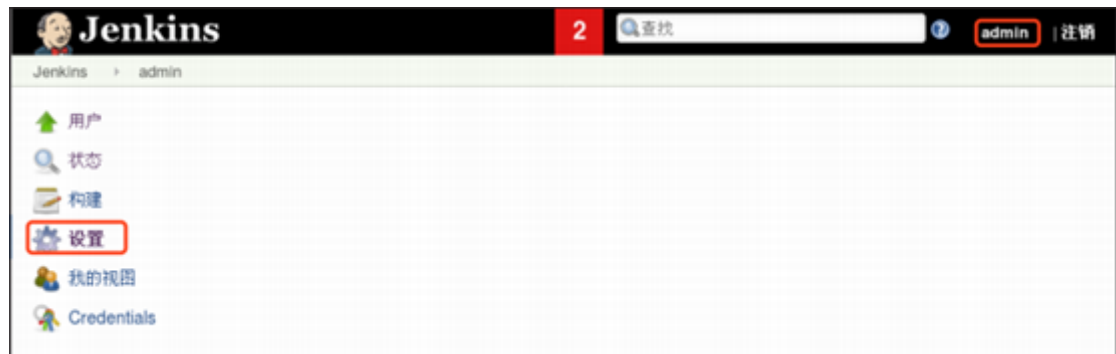 Jenkins 2 查找 admin |注销
Jenkins › admin
用户
状态
构建
设置
我的视图
Credentials